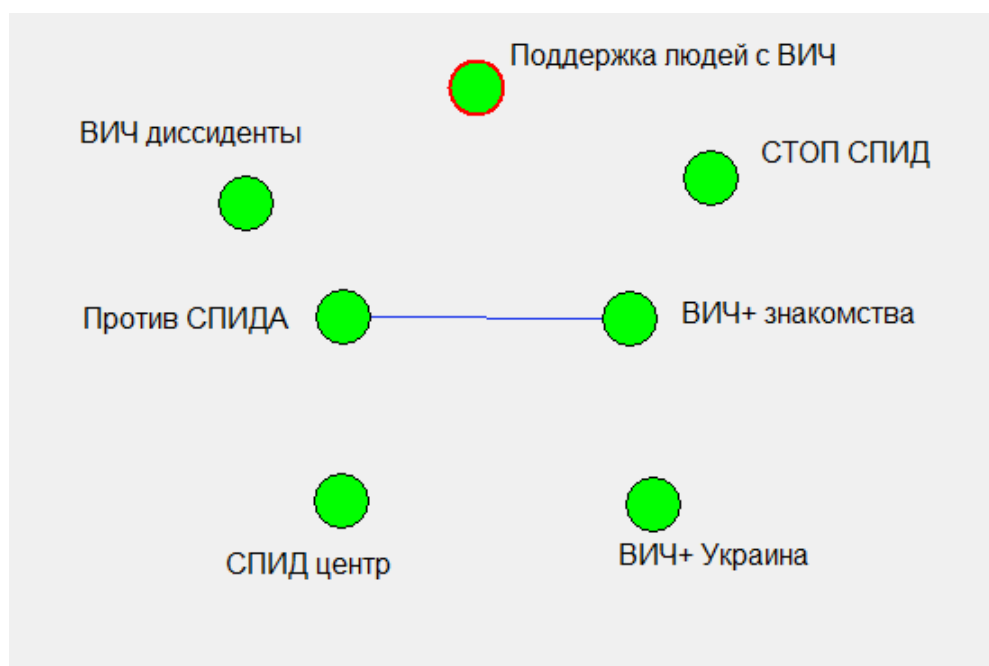 Поддержка людей с ВИЧ
ВИЧ диссиденты
СТОП СПИД
Против СПИДА
ВИЧ+ знакомства
СПИД центр
ВИЧ+ Украина